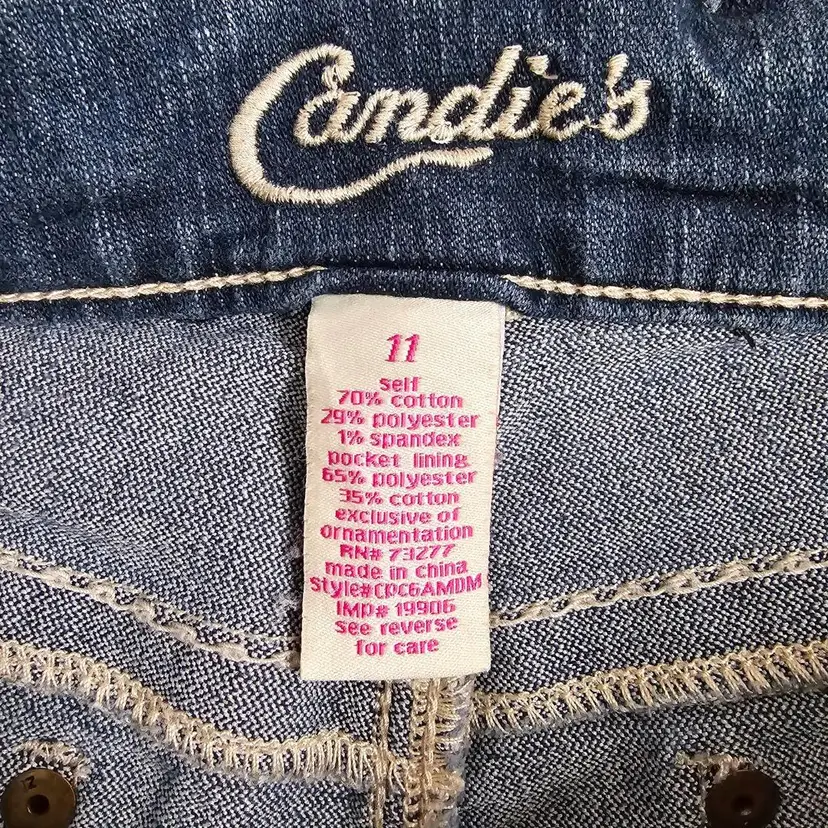 Candie's
11
self
70% cotton
29% polyester
1% spandex
pocket lining
65% polyester
35% cotton
exclusive of
ornamentation
RN# 73277
made in china
style#CPC6AMDM
IMP# 19906
see reverse
for care